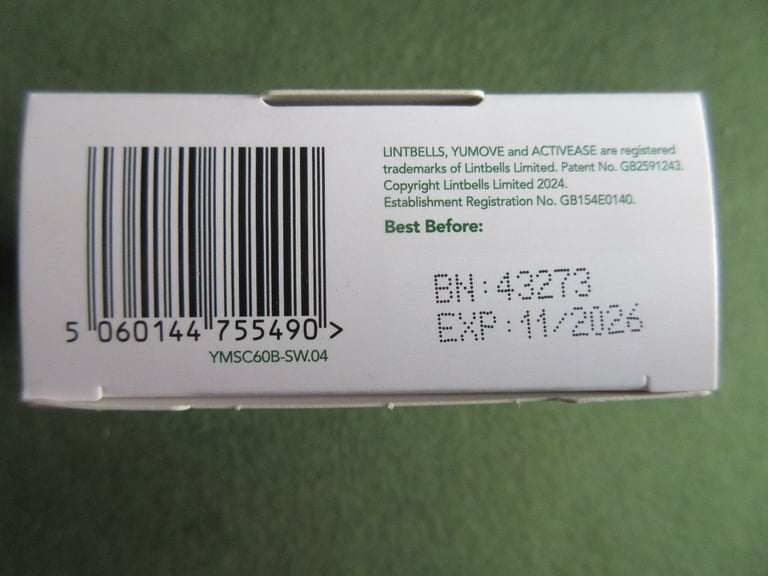 LINTBELLS, YUMOVE and ACTIVEASE are registered
trademarks of Lintbells Limited. Patent No. GB2591243.
Copyright Lintbells Limited 2024.
Establishment Registration No. GB154E0140.
Best Before:
BN:43273
EXP:11/2026
5 060144 755490 >
YMSC60B-SW.04